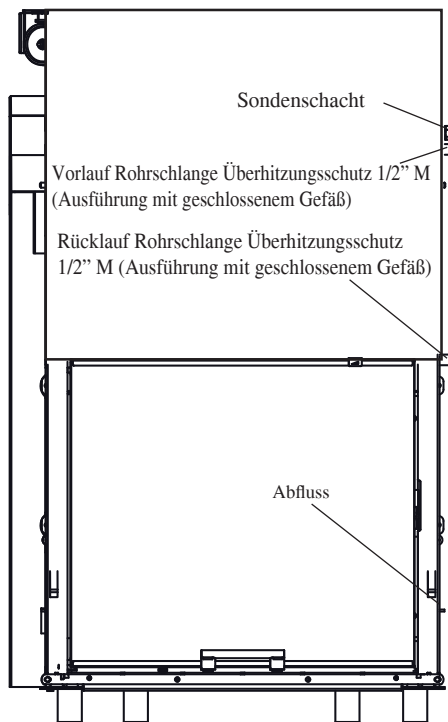 Sondenschacht
Vorlauf Rohrschlange Überhitzungsschutz 1/2” M
(Ausführung mit geschlossenem Gefäß)
Rücklauf Rohrschlange Überhitzungsschutz
1/2” M (Ausführung mit geschlossenem Gefäß)
Abfluss